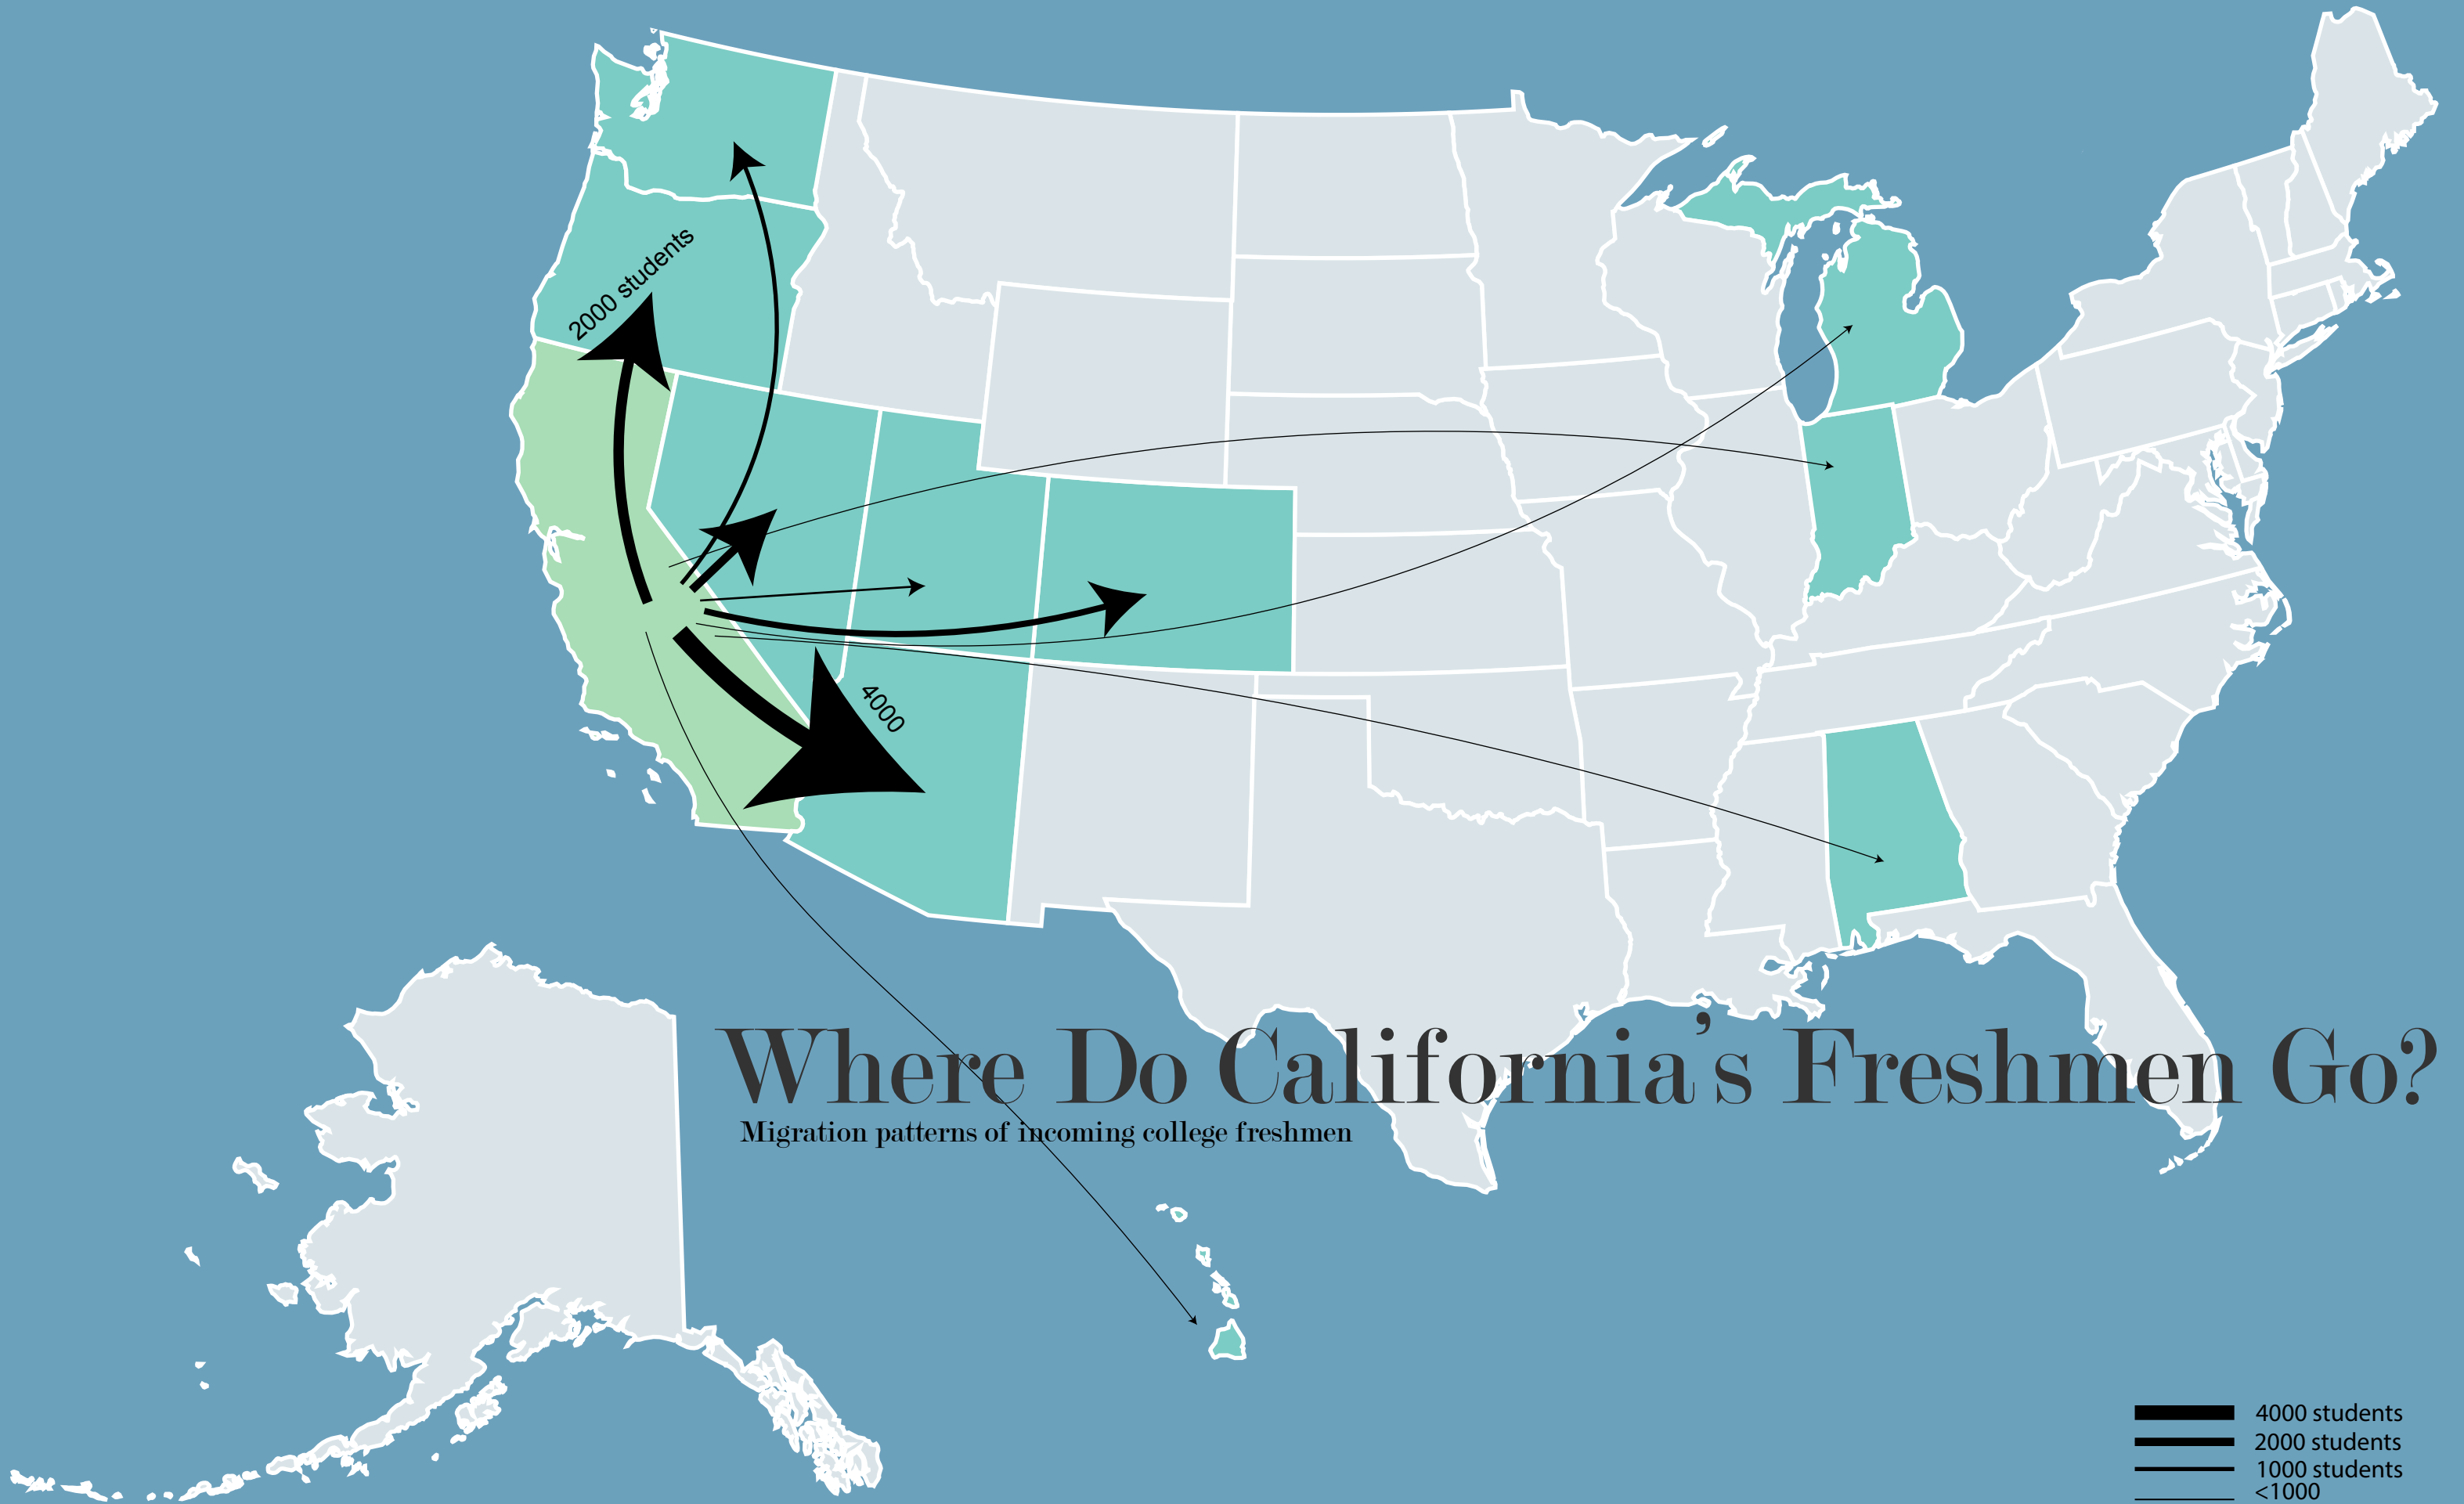 2000 students
4000
Where Do California's Freshmen Go?
Migration patterns of incoming college freshmen
4000 students
2000 students
1000 students
<1000